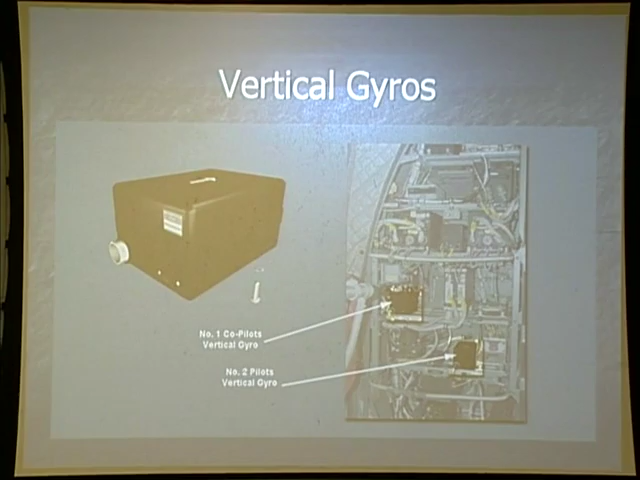 Vertical Gyros
No. 1 Co-Pilots
Vertical Gyro
No. 2 Pilots
Vertical Gyro